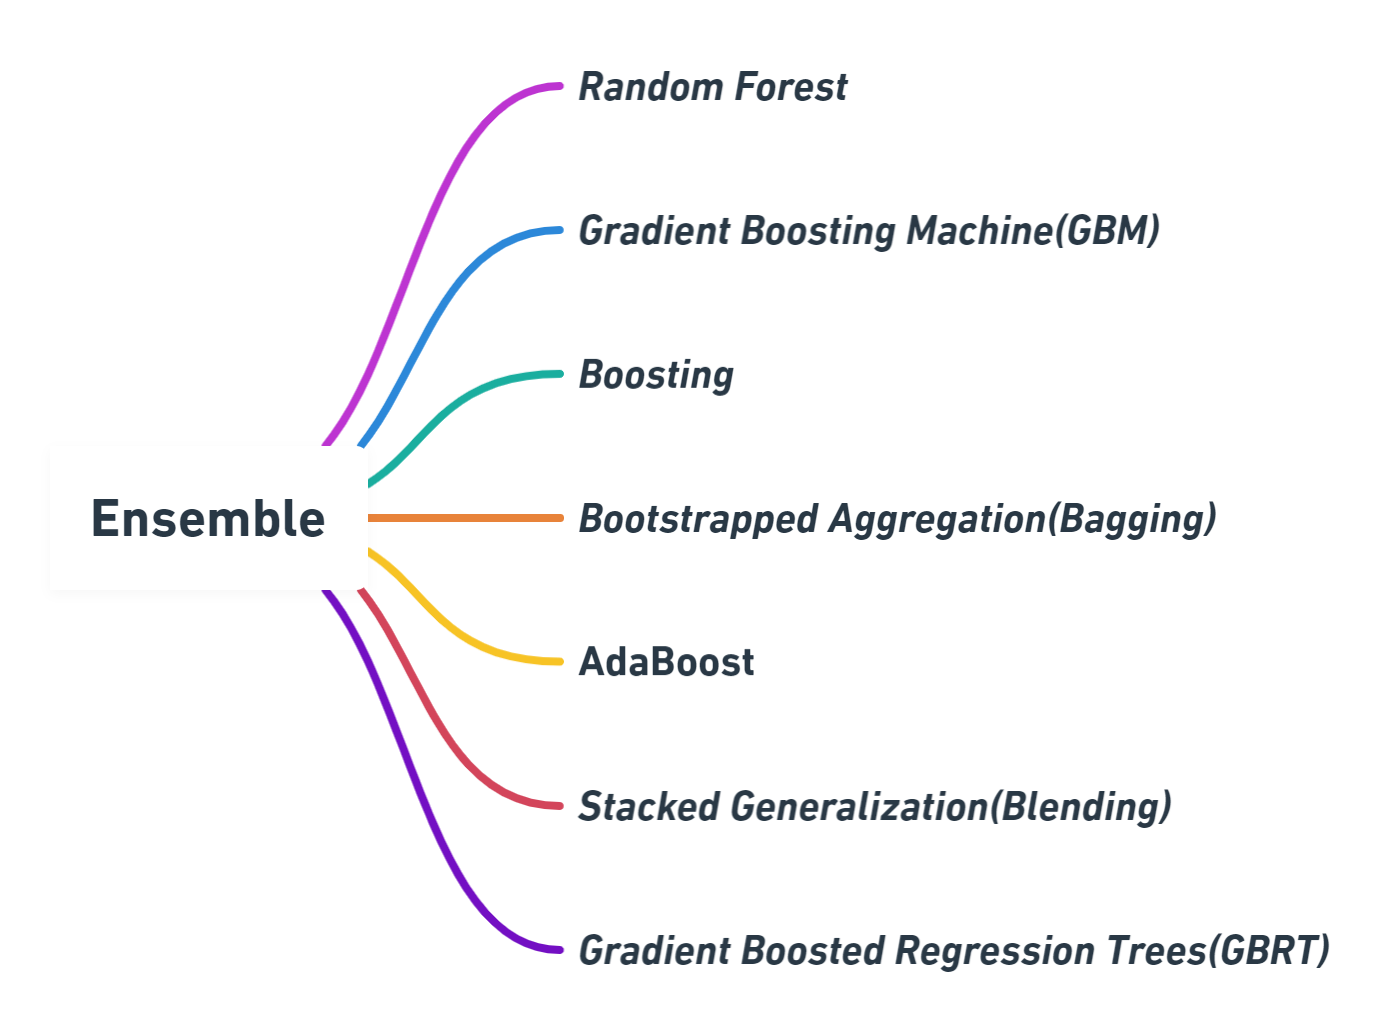 Random Forest
Gradient Boosting Machine(GBM)
Boosting
Ensemble
Bootstrapped Aggregation(Bagging)
AdaBoost
Stacked Generalization(Blending)
Gradient Boosted Regression Trees(GBRT)